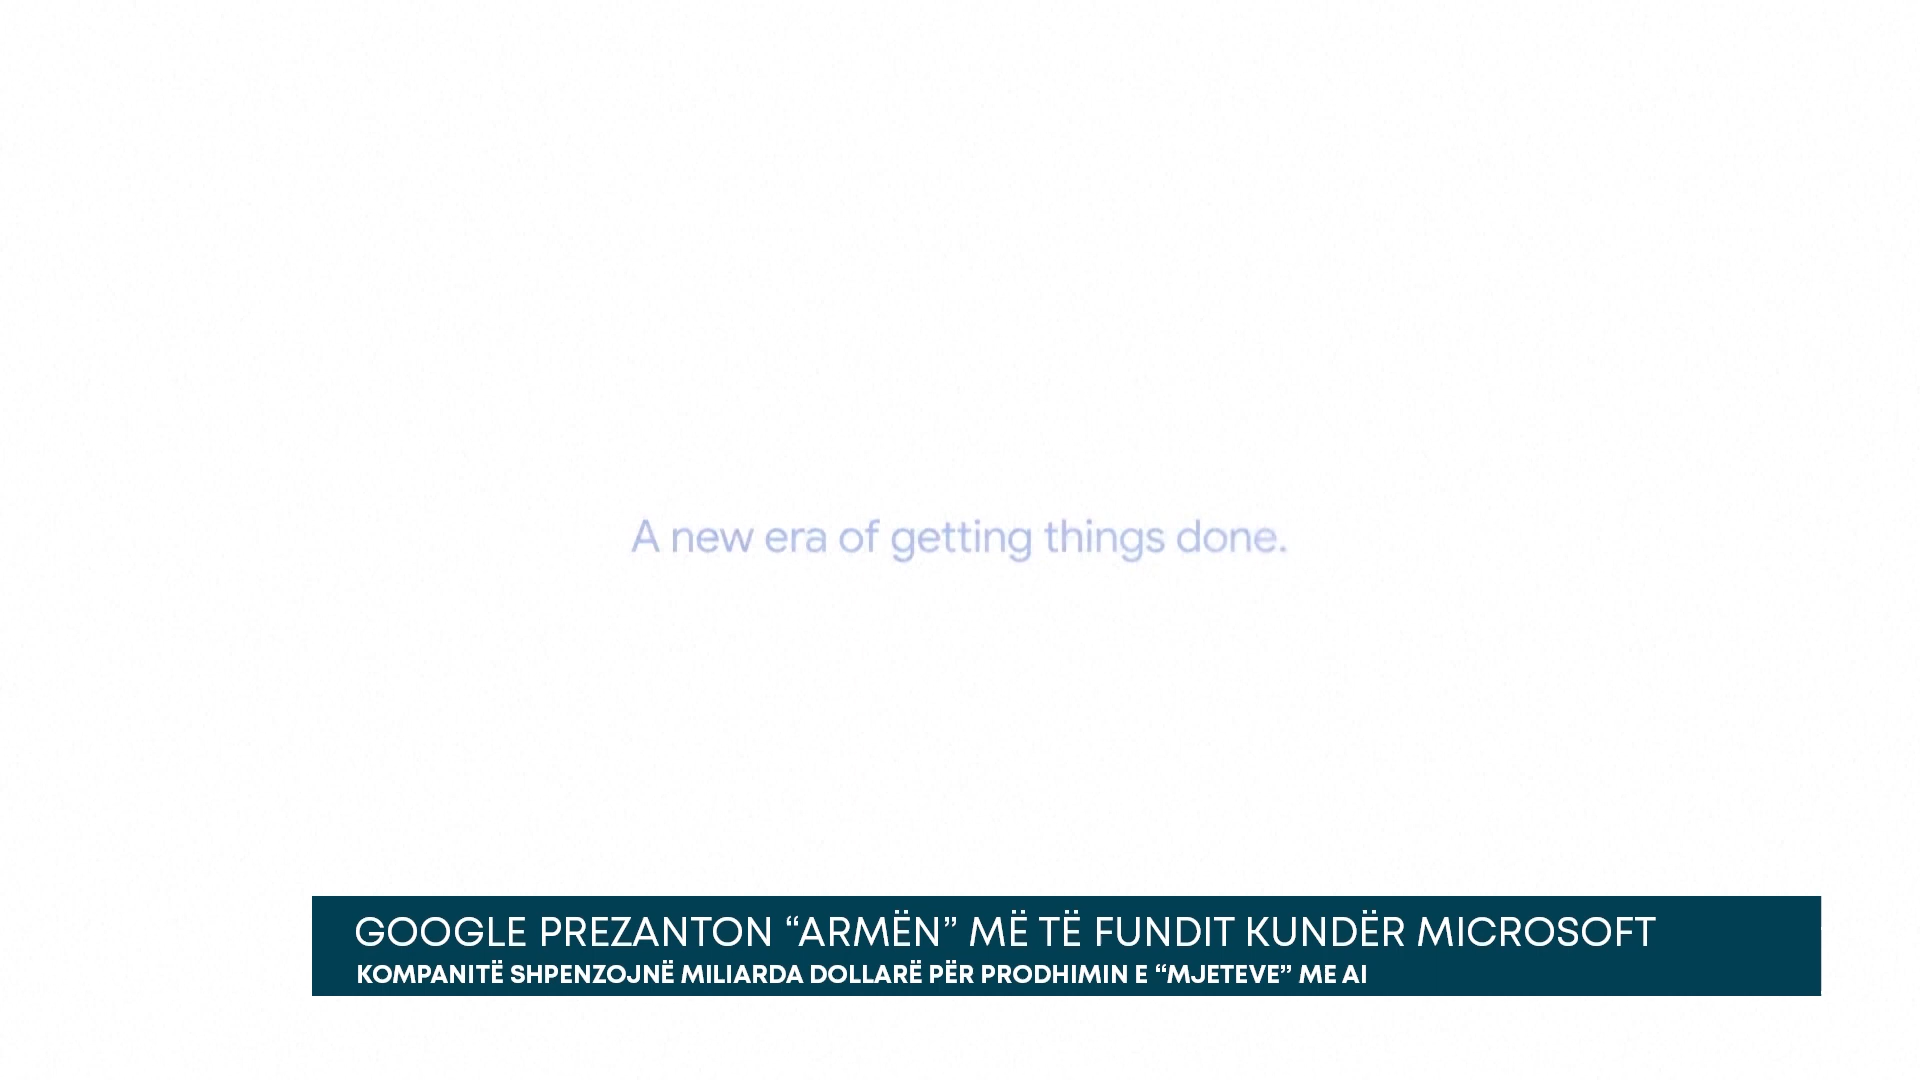 A new era of getting things done.
GOOGLE PREZANTON “ARMËN” MË TË FUNDIT KUNDËR MICROSOFT
KOMPANITË SHPENZOJNË MILIARDA DOLLARË PËR PRODHIMIN E “MJETEVE” ME AI